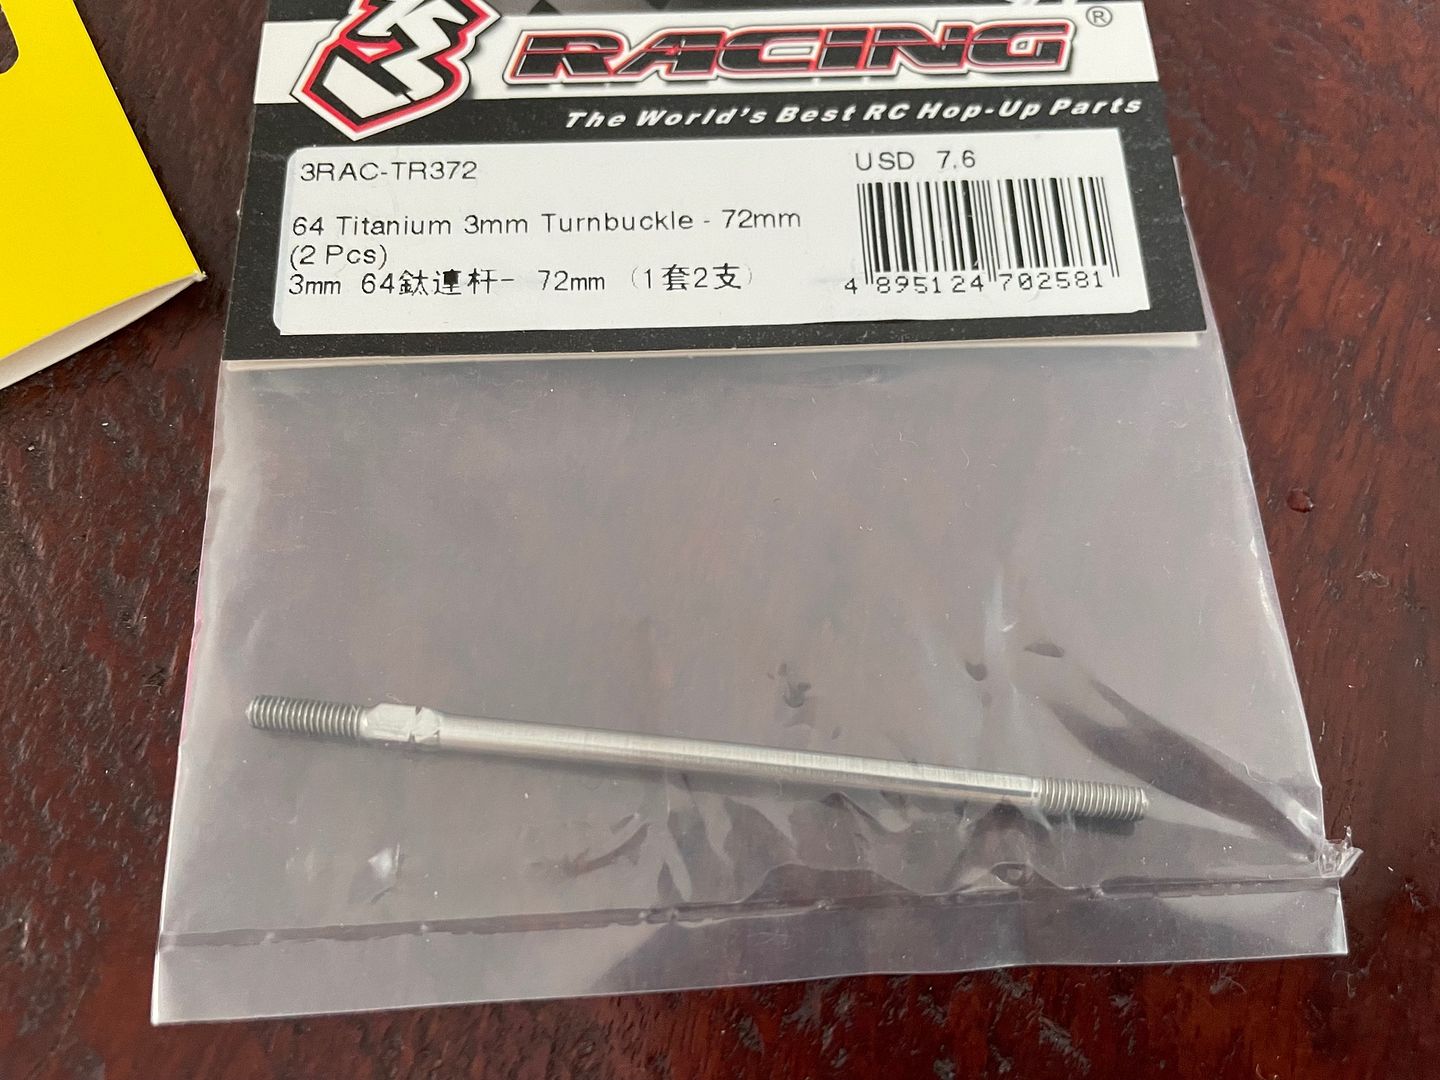 RACING®
The World's Best RC Hop-Up Parts
3RAC-TR372
USD 7.6
64 Titanium 3mm Turnbuckle - 72mm
(2 Pcs)
3mm 64鈦連杆- 72mm (1套2支)
4 895124 702581